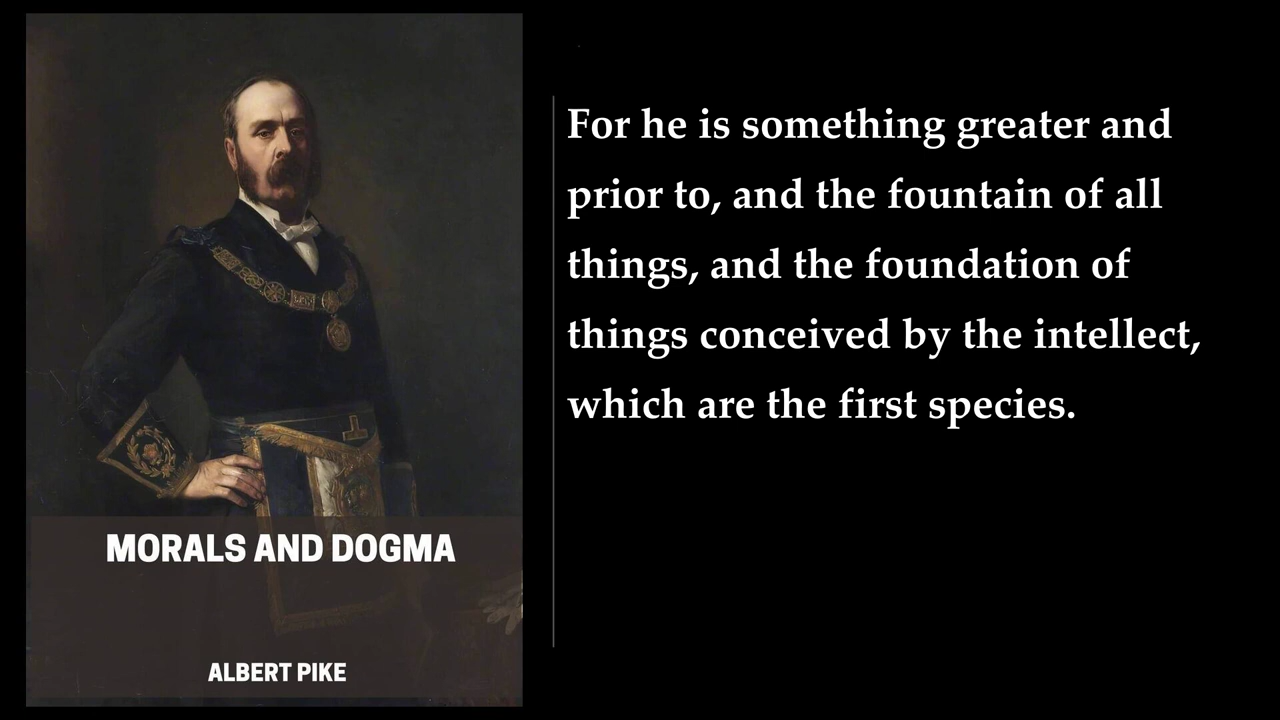 MORALS AND DOGMA
ALBERT PIKE
For he is something greater and
prior to, and the fountain of all
things, and the foundation of
things conceived by the intellect,
which are the first species.